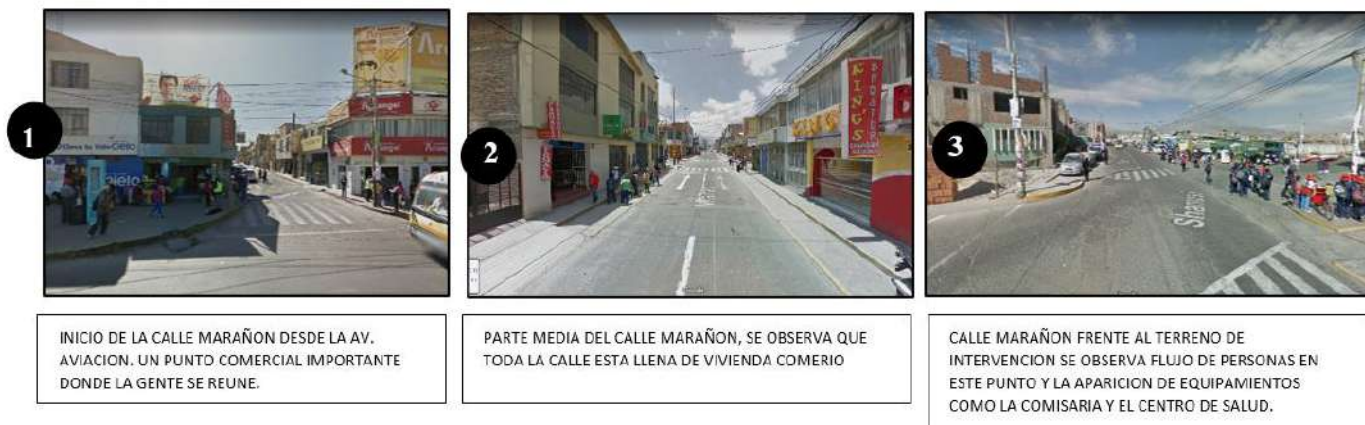 1
2
3
KING'S
INICIO DE LA CALLE MARAÑON DESDE LA AV.
AVIACION. UN PUNTO COMERCIAL IMPORTANTE
DONDE LA GENTE SE REUNE.
PARTE MEDIA DEL CALLE MARAÑON, SE OBSERVA QUE
TODA LA CALLE ESTA LLENA DE VIVIENDA COMERIO
CALLE MARAÑON FRENTE AL TERRENO DE
INTERVENCION SE OBSERVA FLUJO DE PERSONAS EN
ESTE PUNTO Y LA APARICION DE EQUIPAMIENTOS
COMO LA COMISARIA Y EL CENTRO DE SALUD.